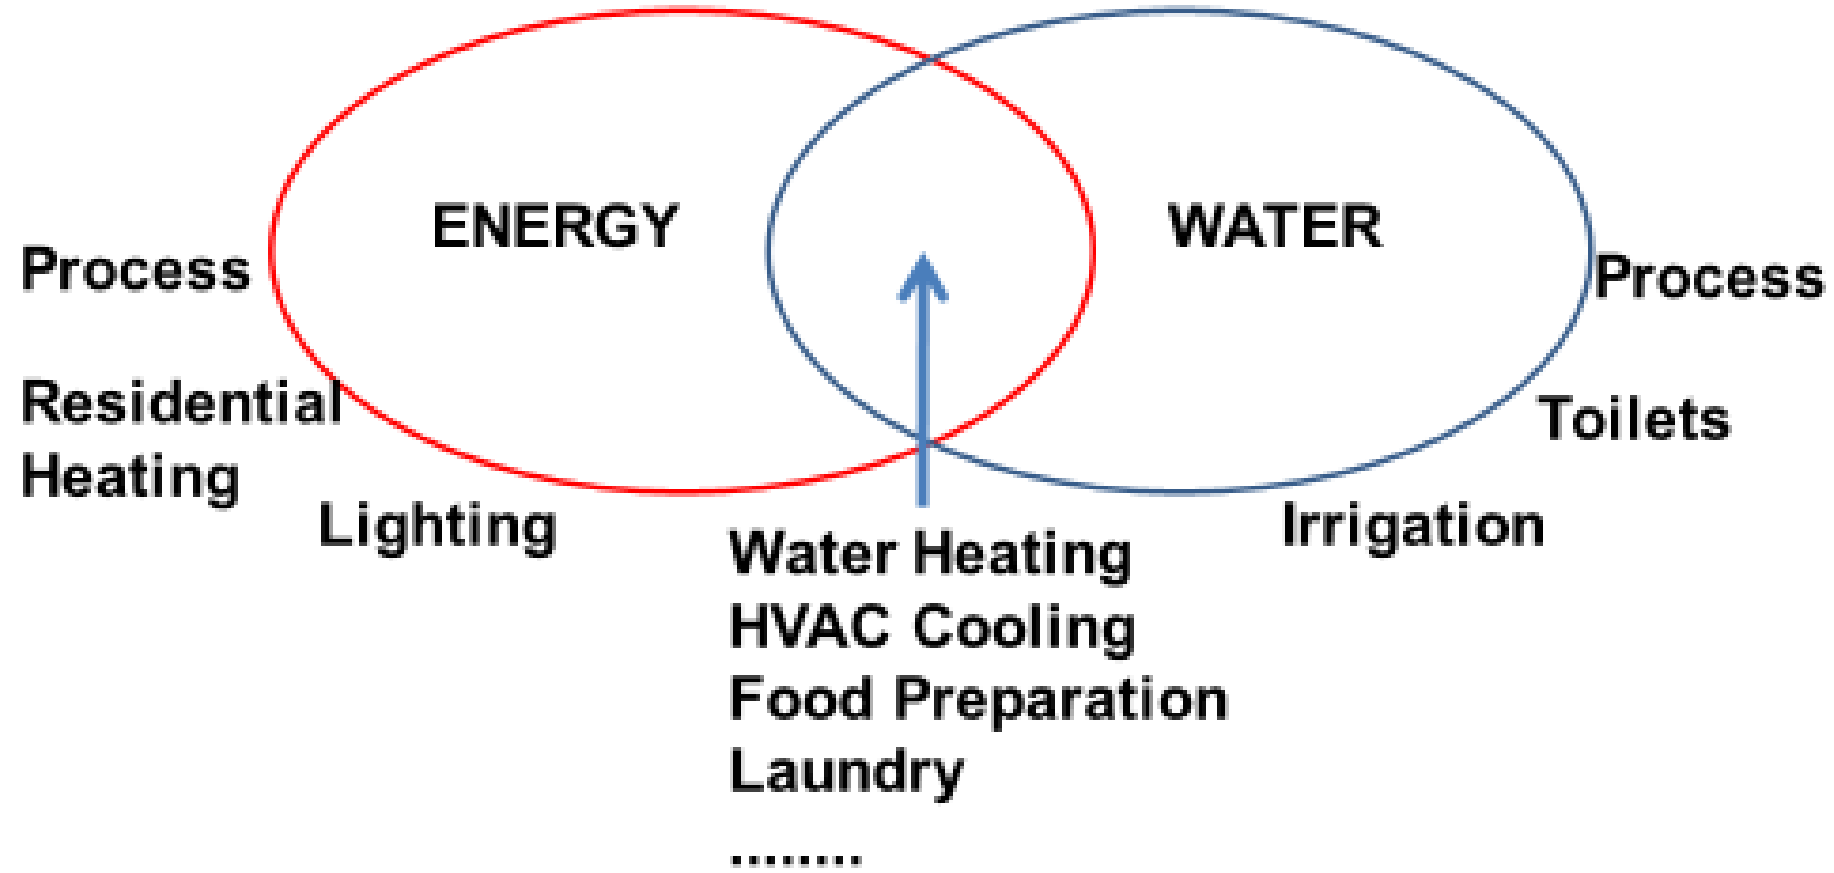 ENERGY
WATER
Process
Process
Residential
Heating
Toilets
Lighting
Irrigation
Water Heating
HVAC Cooling
Food Preparation
Laundry
........